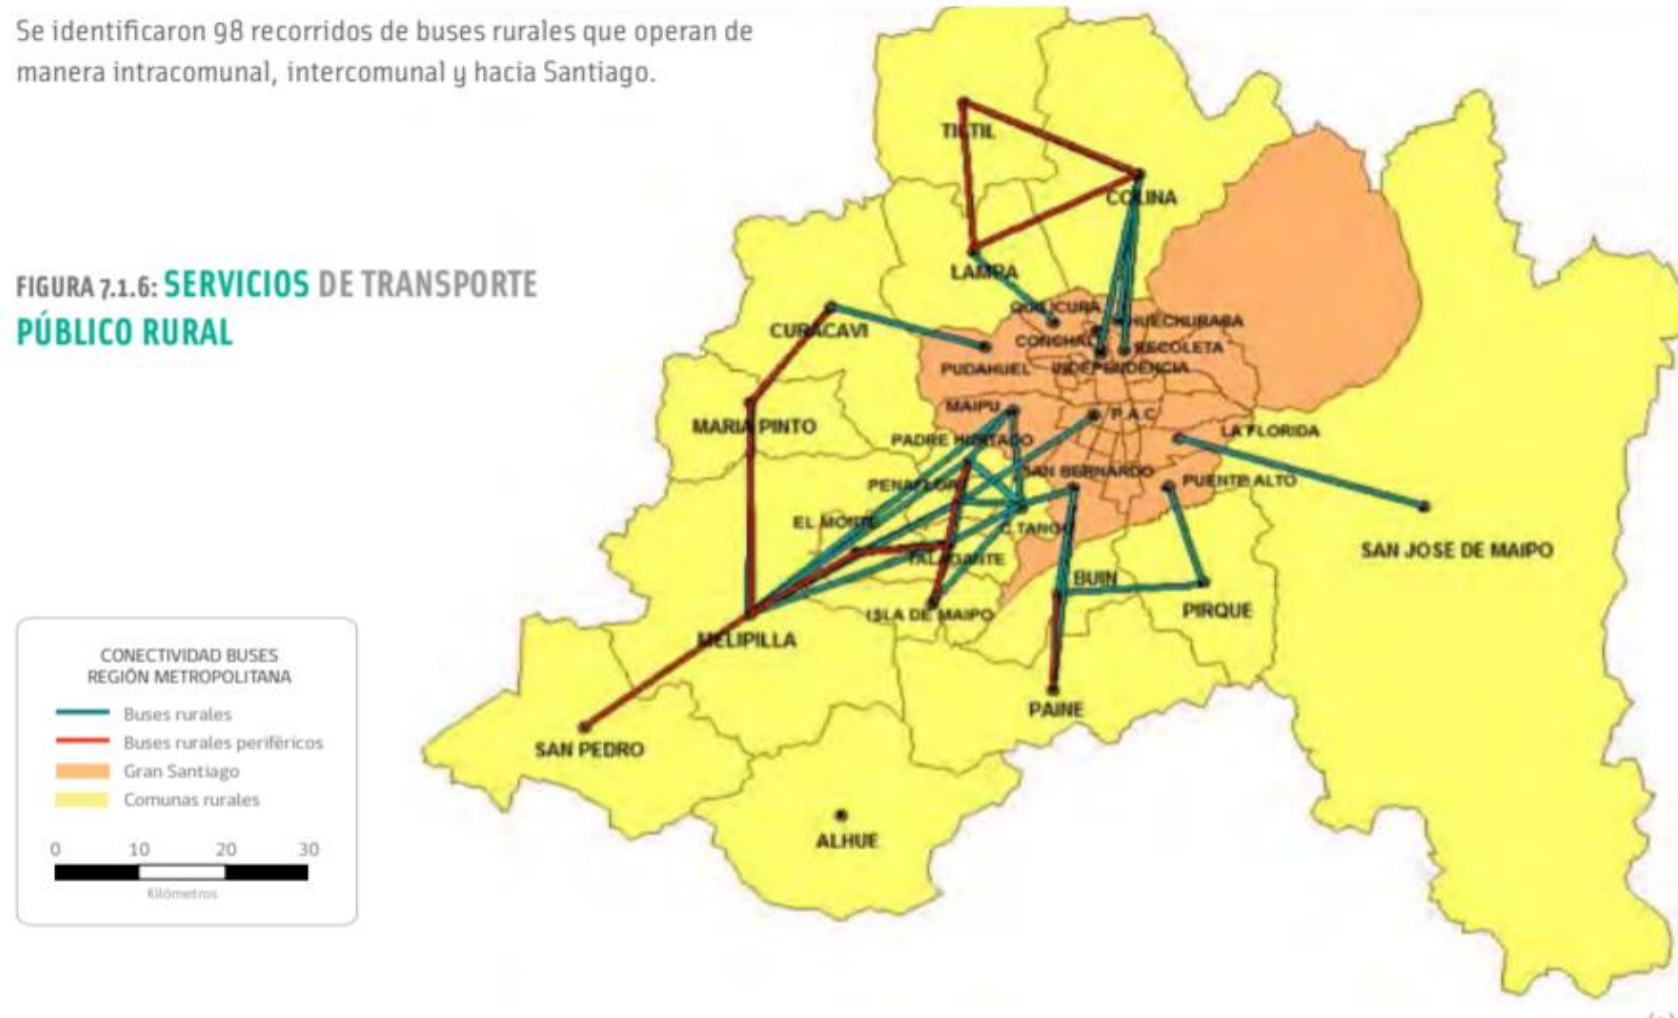 Se identificaron 98 recorridos de buses rurales que operan de
manera intracomunal, intercomunal y hacia Santiago.
FIGURA 7.1.6: SERVICIOS DE TRANSPORTE
PÚBLICO RURAL
TILTIL
COLINA
LAMPA
QUILICURA
HUECHURABA
CURACAVI
CONCHALI
RECOLETA
PUDAHUEL
INDEPENDENCIA
MAIPU
P.A.C
MARIA PINTO
PADRE HURTADO
LA FLORIDA
SAN BERNARDO
PENAFLOR
PUENTE ALTO
EL MONTE
C.TANGO
TALAGANTE
SAN JOSE DE MAIPO
BUIN
ISLA DE MAIPO
PIRQUE
MELIPILLA
PAINE
SAN PEDRO
ALHUE
CONECTIVIDAD BUSES
REGIÓN METROPOLITANA
Buses rurales
Buses rurales periféricos
Gran Santiago
Comunas rurales
0 10 20 30
Kilómetros